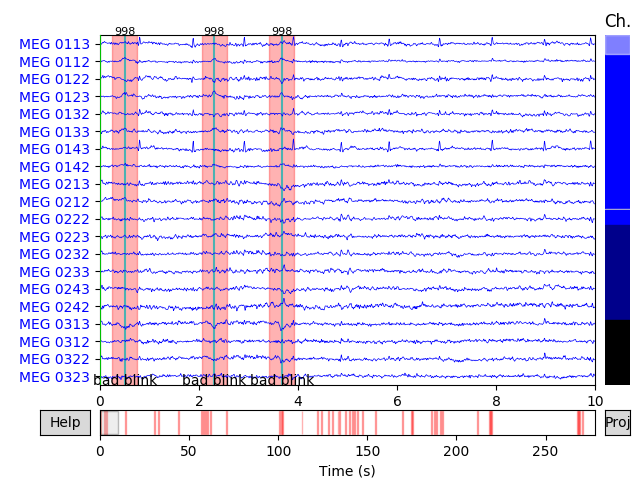 998 998 998 Ch.
MEG 0113
MEG 0112
MEG 0122
MEG 0123
MEG 0132
MEG 0133
MEG 0143
MEG 0142
MEG 0213
MEG 0212
MEG 0222
MEG 0223
MEG 0232
MEG 0233
MEG 0243
MEG 0242
MEG 0313
MEG 0312
MEG 0322
MEG 0323
bad blink bad blink bad blink
0 2 4 6 8 10
Help Proj
0 50 100 150 200 250
Time (s)